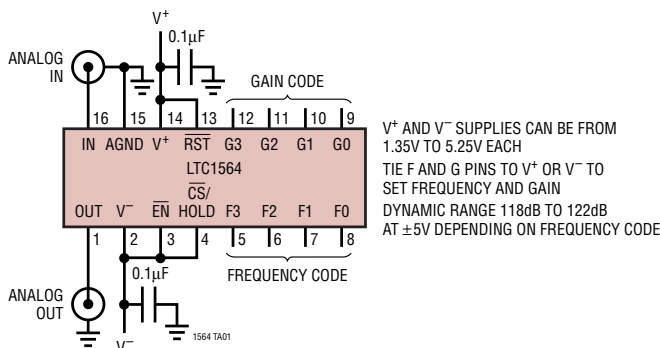 V+
0.1µF
ANALOG
IN
GAIN CODE
16 15 14 13 12 11 10 9
IN AGND V+ RST G3 G2 G1 G0
LTC1564
CS/
OUT V− EN HOLD F3 F2 F1 F0
1 2 3 4 5 6 7 8
0.1µF
FREQUENCY CODE
ANALOG
OUT
V−
1564 TA01
V+ AND V− SUPPLIES CAN BE FROM
1.35V TO 5.25V EACH
TIE F AND G PINS TO V+ OR V− TO
SET FREQUENCY AND GAIN
DYNAMIC RANGE 118dB TO 122dB
AT ±5V DEPENDING ON FREQUENCY CODE